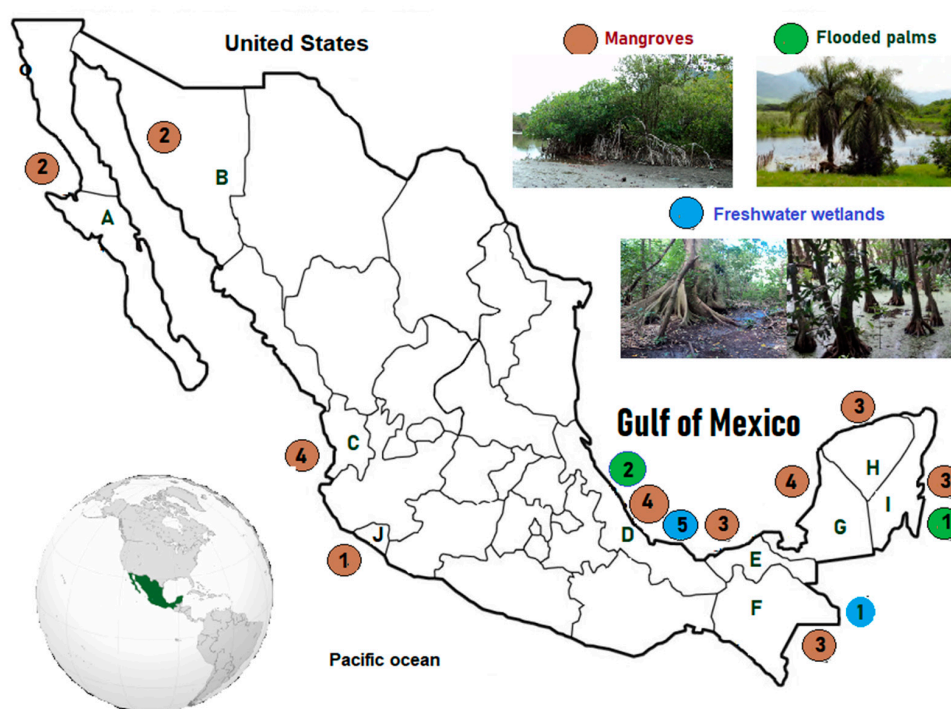 United States
Mangroves
Flooded palms
Freshwater wetlands
2
2
B
A
Gulf of Mexico
3
C
4
2
4
5
3
4
3
H
I
1
G
D
J
1
E
F
1
3
Pacific ocean